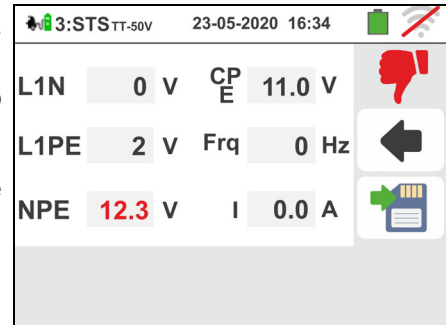 3:STS TT-50V 23-05-2020 16:34
L1N 0 V CP E 11.0 V
L1PE 2 V Frq 0 Hz
NPE 12.3 V I 0.0 A